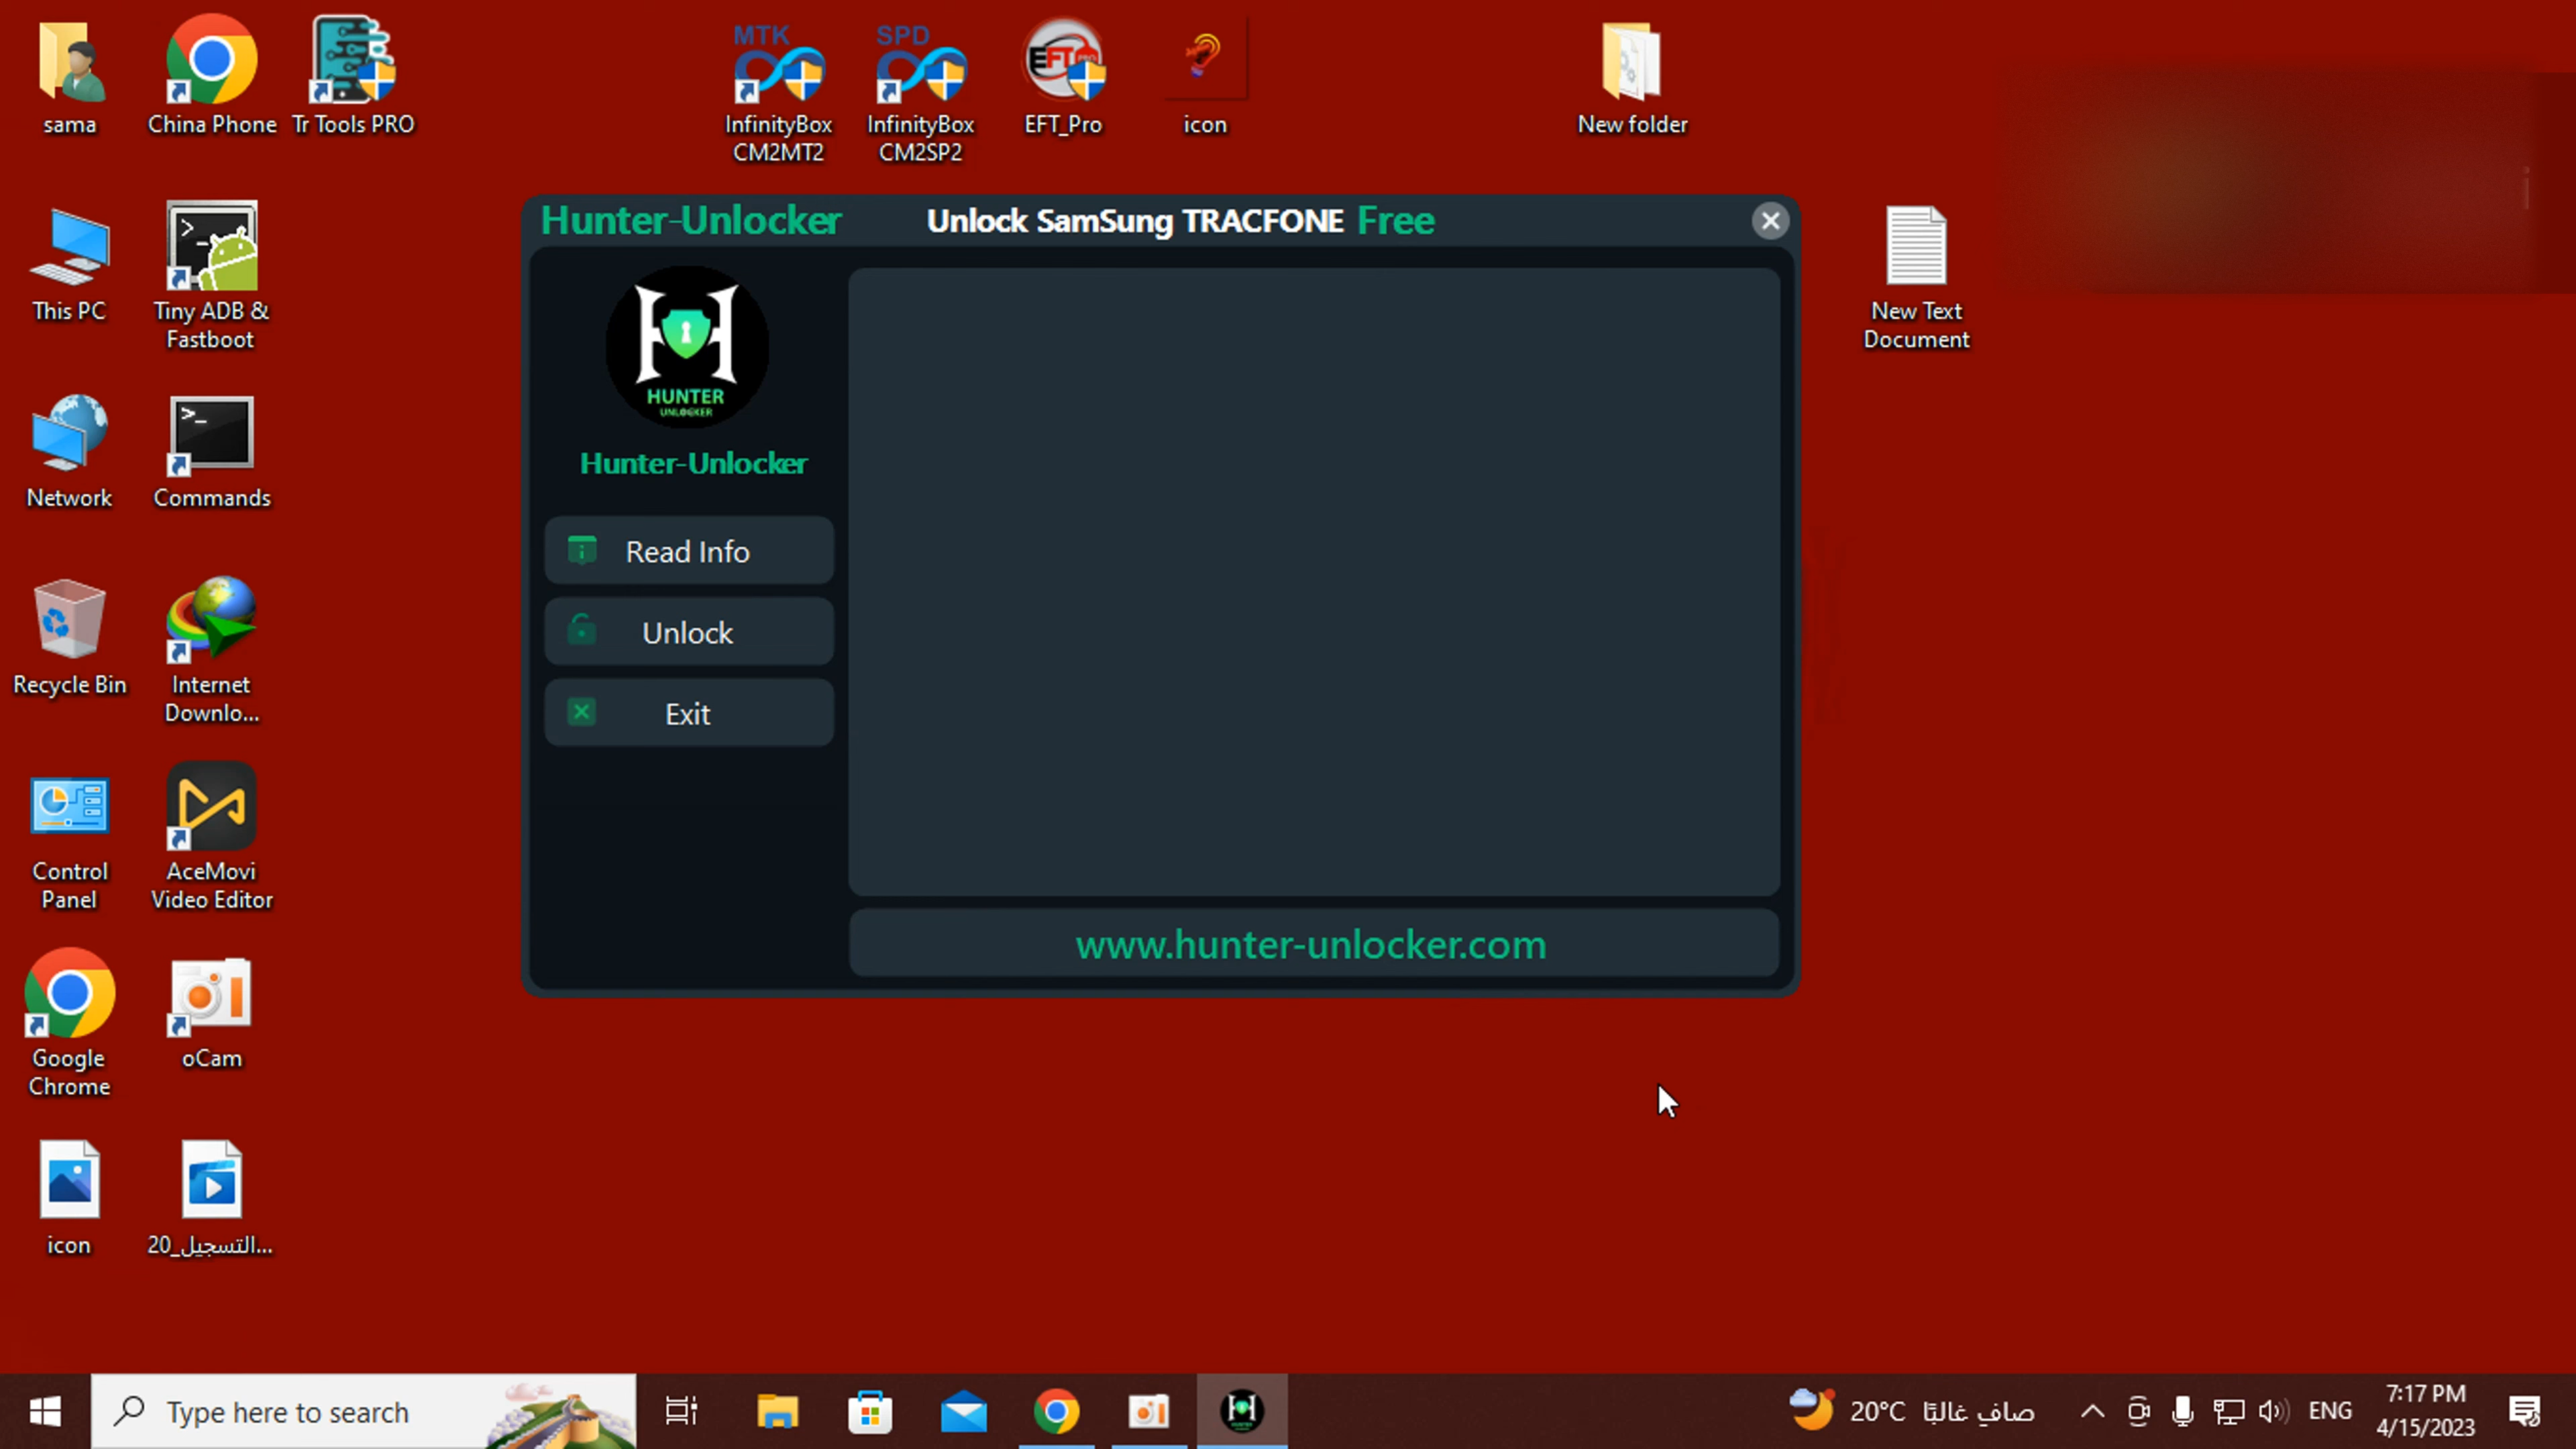 sama
China Phone
Tr Tools PRO
MTK
InfinityBox
CM2MT2
SPD
InfinityBox
CM2SP2
EFT PRO
EFT_Pro
icon
New folder
This PC
>_
Tiny ADB &
Fastboot
New Text
Document
Network
>_
Commands
Recycle Bin
Internet
Downlo...
Control
Panel
AceMovi
Video Editor
Google
Chrome
oCam
icon
20_التسجيل...
Hunter-Unlocker
Unlock SamSung TRACFONE Free
H
HUNTER
UNLOCKER
Hunter-Unlocker
Read Info
Unlock
Exit
www.hunter-unlocker.com
Type here to search
20°C صافٍ غالبًا
ENG
7:17 PM
4/15/2023